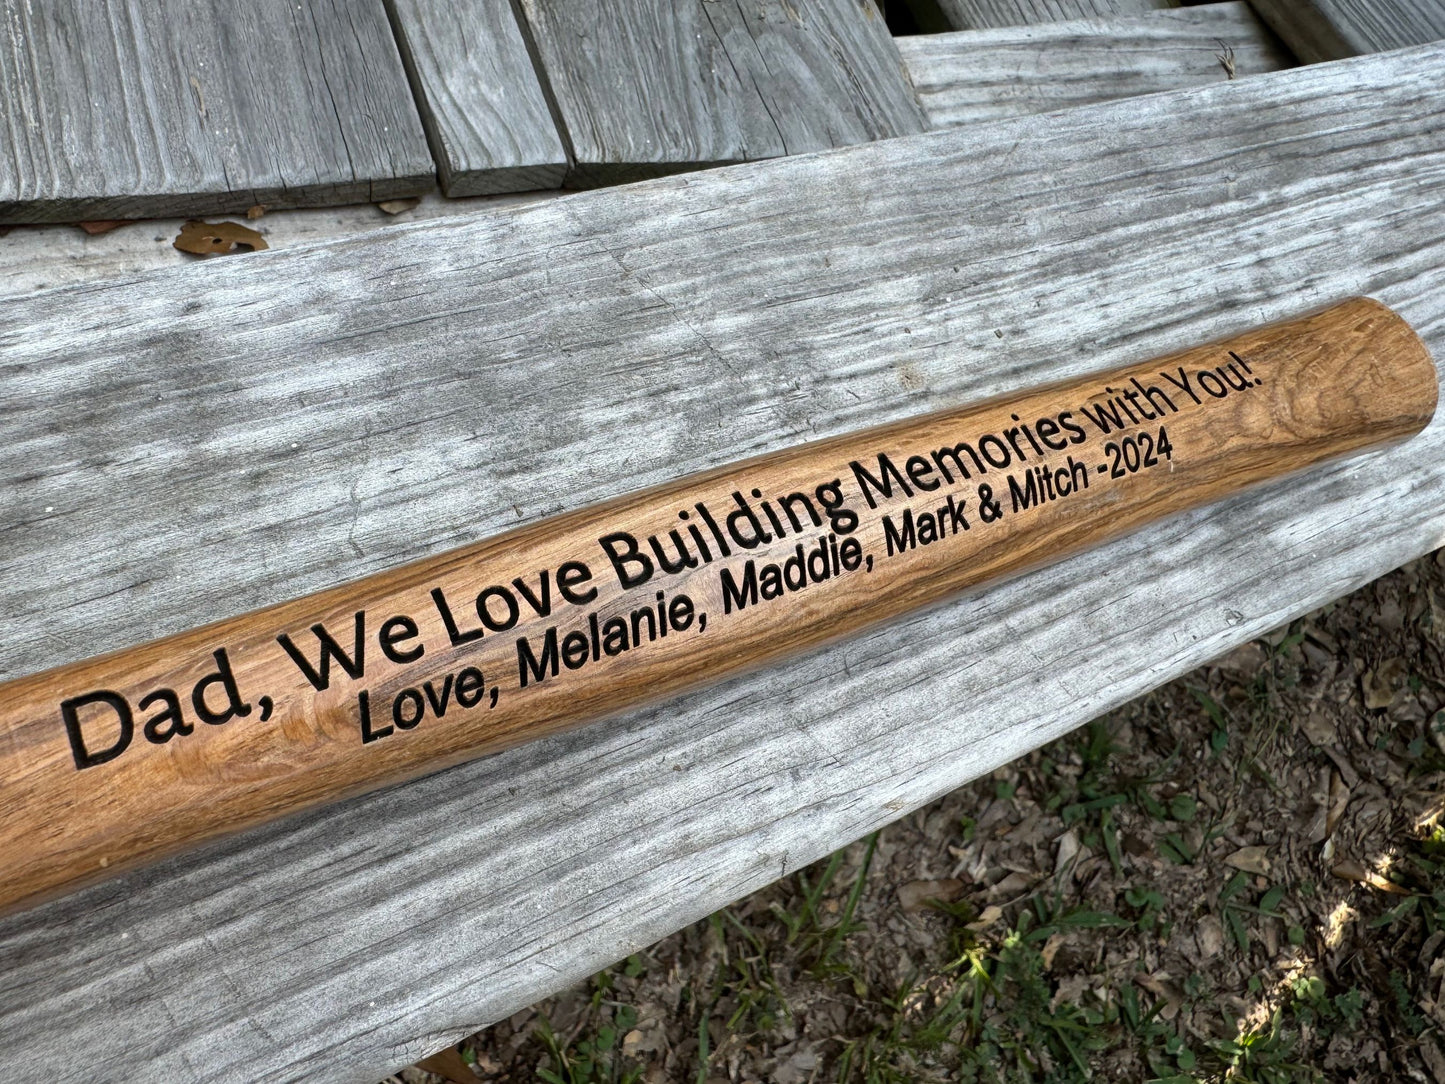 Dad, We Love Building Memories with You!
Love, Melanie, Maddie, Mark & Mitch -2024